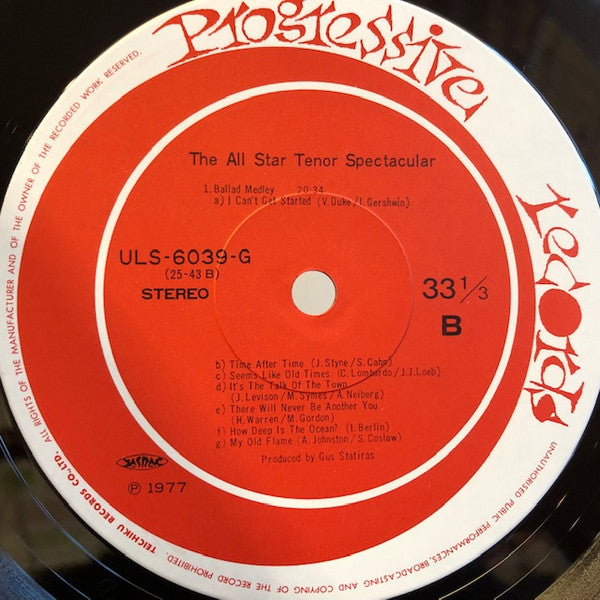 Progressive
records
The All Star Tenor Spectacular
1. Ballad Medley 20:34
a) I Can't Get Started (V. Duke/I. Gershwin)
ULS-6039-G
(25-43 B)
STEREO
33 1/3
B
b) Time After Time (J. Styne/S. Cahn)
c) Seems Like Old Times (C. Lombardo/J.J. Loeb)
d) It's The Talk Of The Town
(J. Levison/M. Symes/A. Neiberg)
e) There Will Never Be Another You
(H. Warren/M. Gordon)
f) How Deep Is The Ocean? (I. Berlin)
g) My Old Flame (A. Johnston/S. Coslow)
Produced by Gus Statiras
JASRAC
℗ 1977
TEICHIKU RECORDS CO., LTD. ALL RIGHTS OF THE MANUFACTURER AND OF THE OWNER OF THE RECORDED WORK RESERVED.
UNAUTHORISED PUBLIC PERFORMANCES, BROADCASTING AND COPYING OF THE RECORD PROHIBITED.